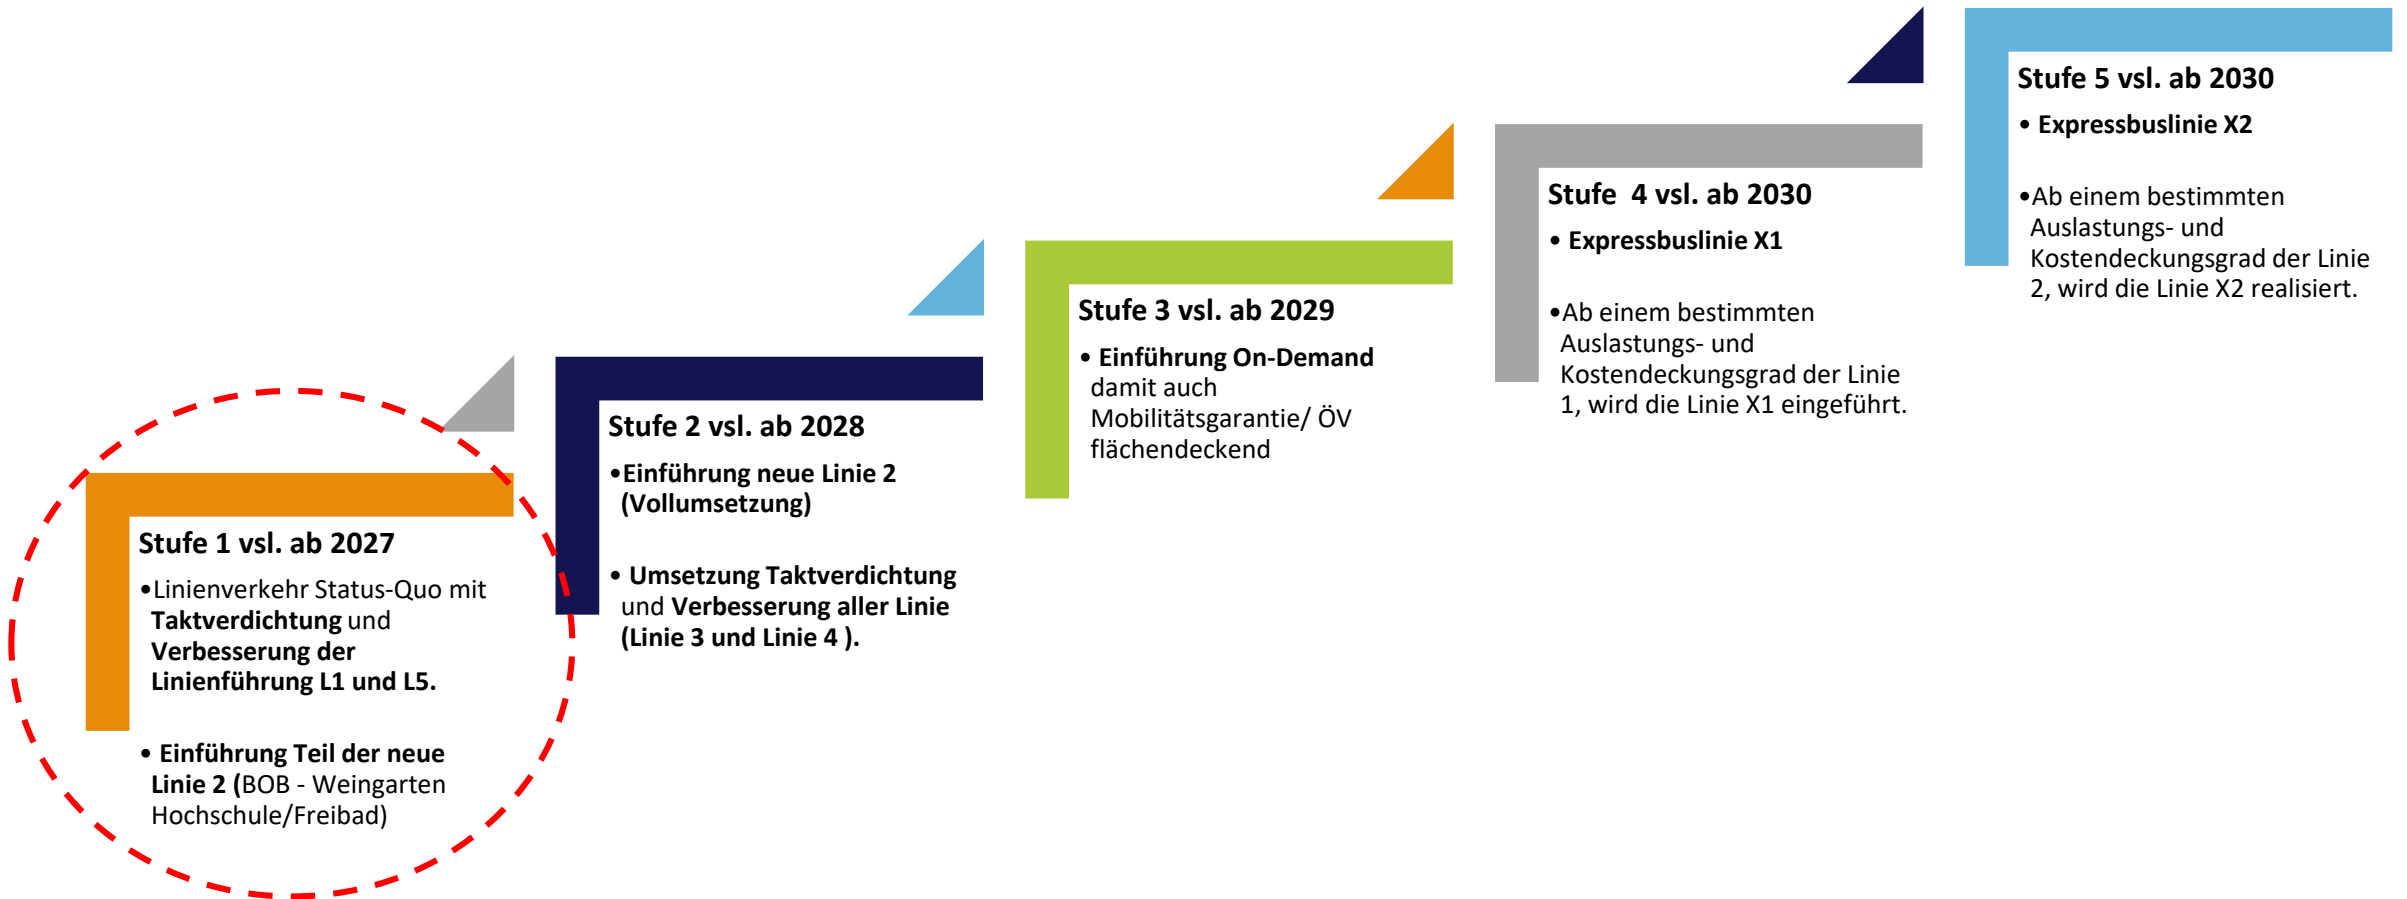 Stufe 1 vsl. ab 2027
•Linienverkehr Status-Quo mit
Taktverdichtung und
Verbesserung der
Linienführung L1 und L5.
• Einführung Teil der neue
Linie 2 (BOB - Weingarten
Hochschule/Freibad)
Stufe 2 vsl. ab 2028
•Einführung neue Linie 2
(Vollumsetzung)
• Umsetzung Taktverdichtung
und Verbesserung aller Linie
(Linie 3 und Linie 4 ).
Stufe 3 vsl. ab 2029
• Einführung On-Demand
damit auch
Mobilitätsgarantie/ ÖV
flächendeckend
Stufe  4 vsl. ab 2030
• Expressbuslinie X1
•Ab einem bestimmten
Auslastungs- und
Kostendeckungsgrad der Linie
1, wird die Linie X1 eingeführt.
Stufe 5 vsl. ab 2030
• Expressbuslinie X2
•Ab einem bestimmten
Auslastungs- und
Kostendeckungsgrad der Linie
2, wird die Linie X2 realisiert.